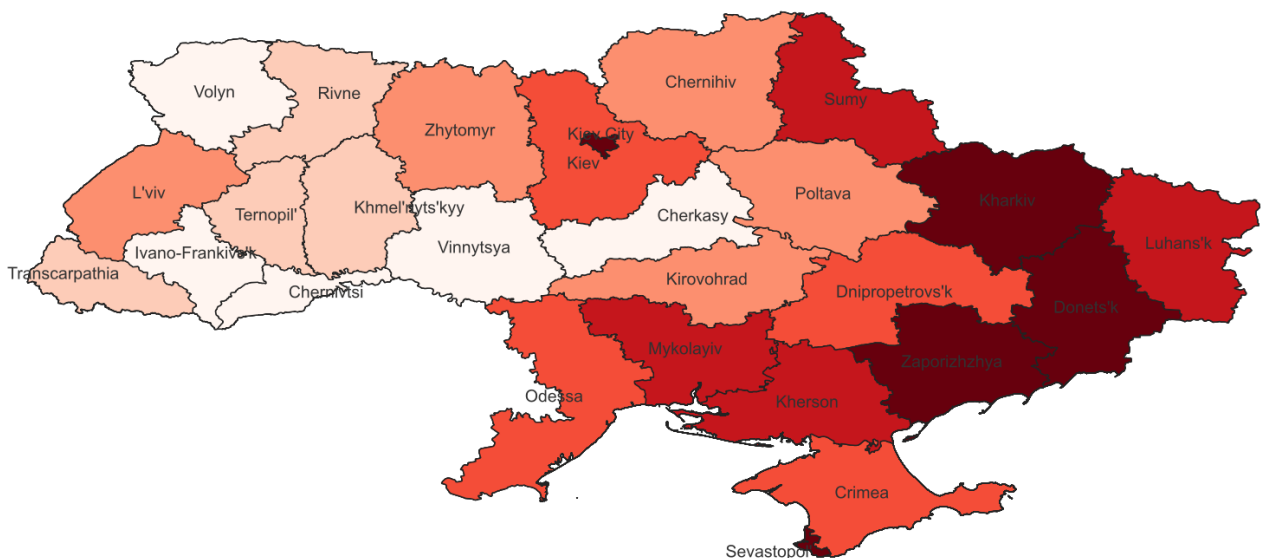 Chernihiv
Volyn
Rivne
Sumy
Zhytomyr
Kiev City
Kiev
L'viv
Poltava
Kharkiv
Khmel'nyts'kyy
Ternopil'
Cherkasy
Luhans'k
Vinnytsya
Ivano-Frankivs'k
Transcarpathia
Kirovohrad
Chernivtsi
Dnipropetrovs'k
Donets'k
Mykolayiv
Zaporizhzhya
Odessa
Kherson
Crimea
Sevastopol